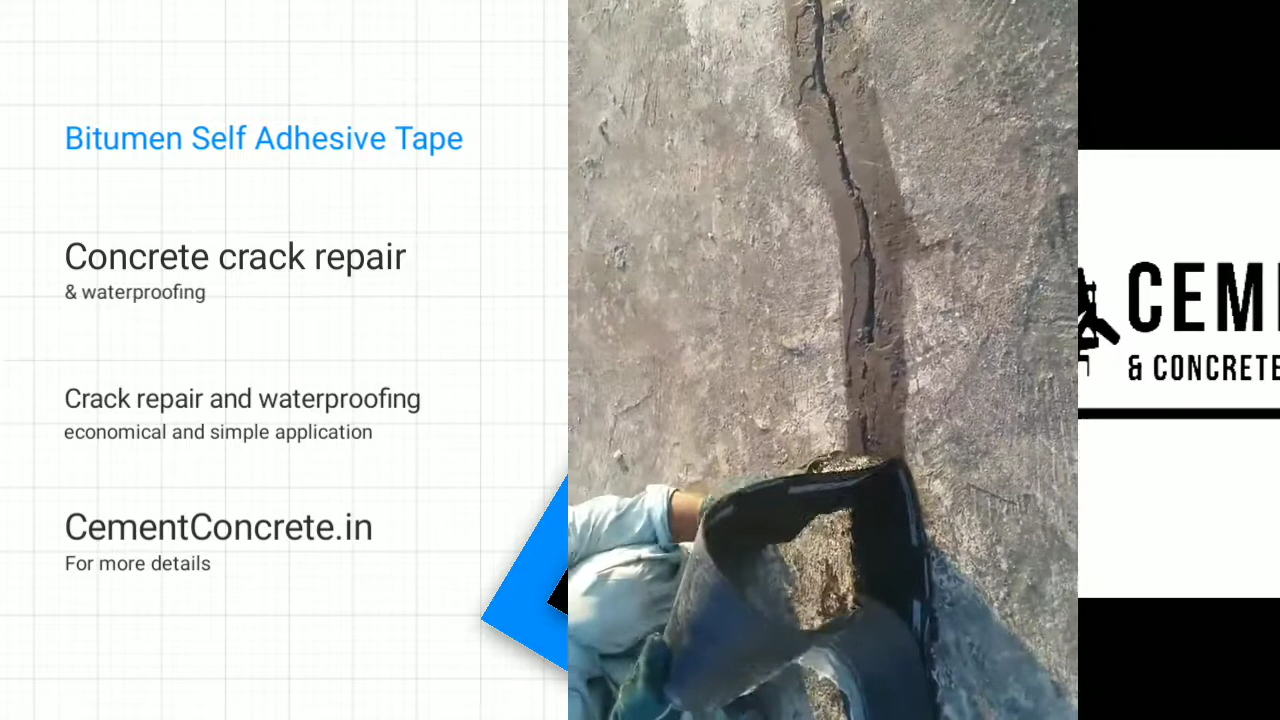 Bitumen Self Adhesive Tape
Concrete crack repair
& waterproofing
Crack repair and waterproofing
economical and simple application
CementConcrete.in
For more details
CEM
& CONCRETE